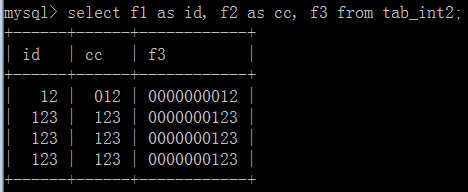 mysql> select f1 as id, f2 as cc, f3 from tab_int2;
+------+------+------------+
| id   | cc   | f3         |
+------+------+------------+
|   12 |  012 | 0000000012 |
|  123 |  123 | 0000000123 |
|  123 |  123 | 0000000123 |
|  123 |  123 | 0000000123 |
+------+------+------------+